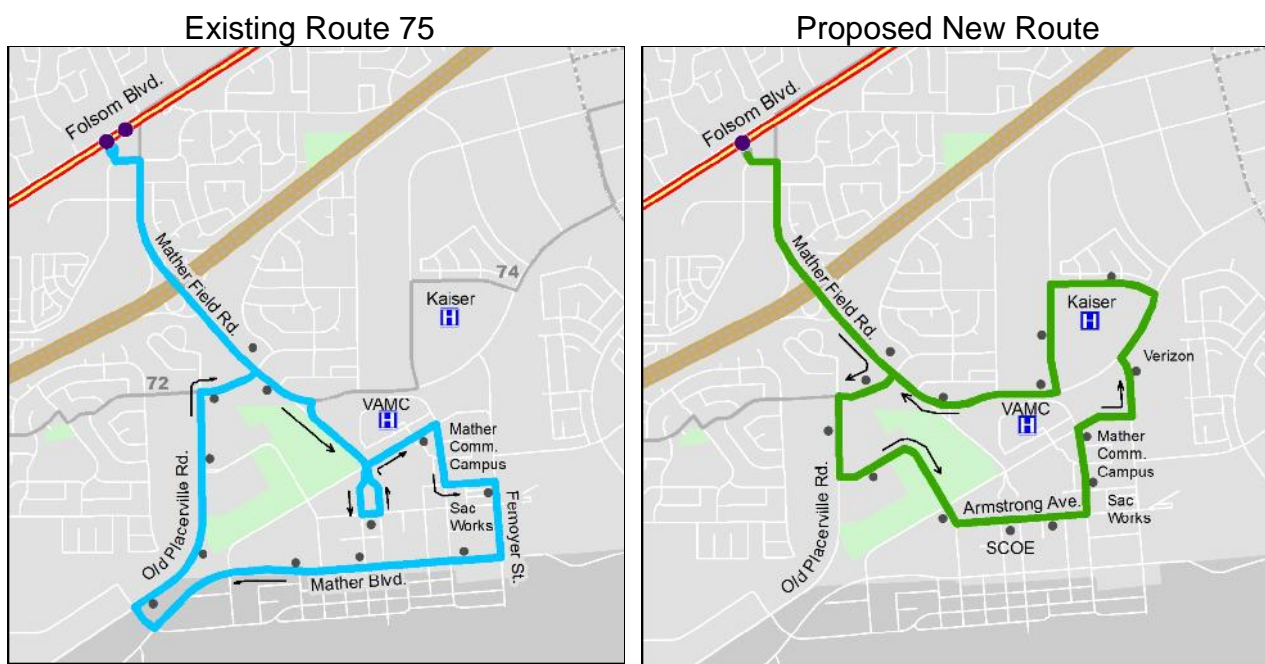 Existing Route 75
Folsom Blvd.
Mather Field Rd.
74
Kaiser
H
72
VAMC
H
Mather
Comm.
Campus
Sac
Works
Femoyer St.
Old Placerville Rd.
Mather Blvd.
Proposed New Route
Folsom Blvd.
Mather Field Rd.
Kaiser
H
Verizon
VAMC
H
Mather
Comm.
Campus
Sac
Works
Armstrong Ave.
SCOE
Old Placerville Rd.